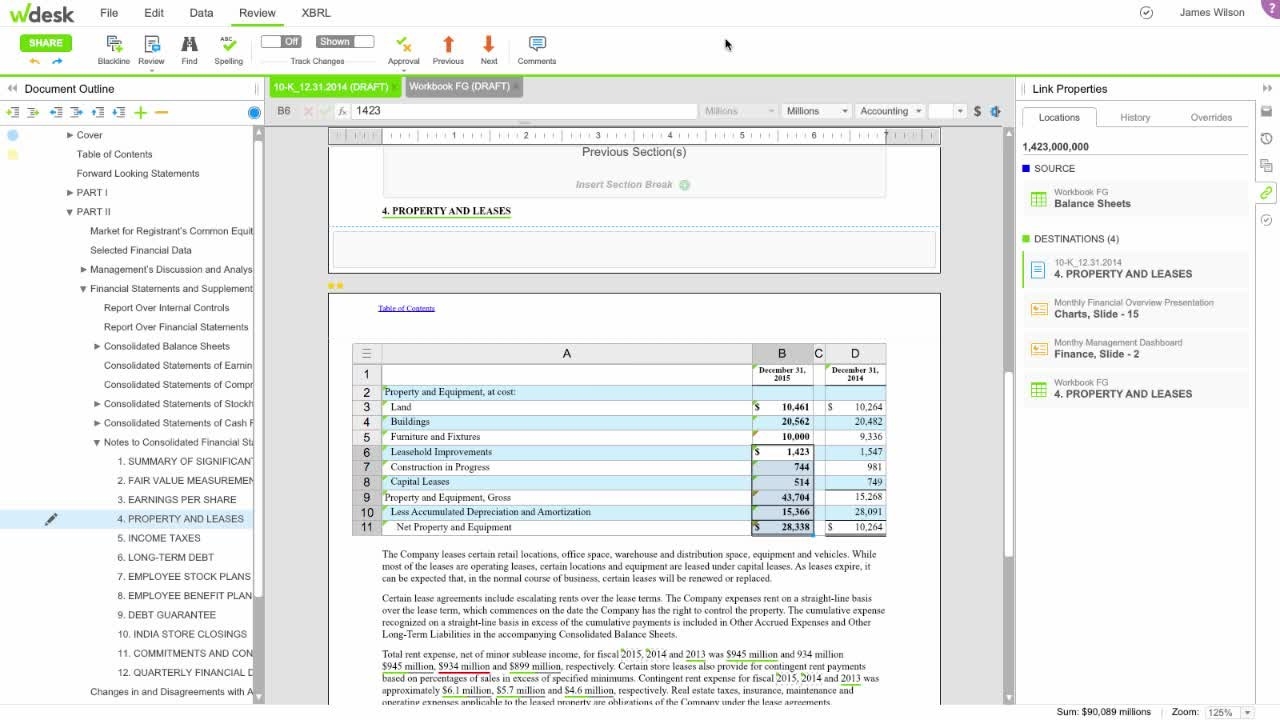 wdesk File Edit Data Review XBRL James Wilson ?
SHARE Off Shown
Blackline Review Find Spelling Track Changes Approval Previous Next Comments
ABC
Document Outline
10-K_12.31.2014 (DRAFT) Workbook FG (DRAFT)
B6 fx 1423 Millions Millions Accounting $
Cover
Table of Contents
Forward Looking Statements
PART I
PART II
Market for Registrant's Common Equit
Selected Financial Data
Management's Discussion and Analys
Financial Statements and Supplement
Report Over Internal Controls
Report Over Financial Statements
Consolidated Balance Sheets
Consolidated Statements of Earnin
Consolidated Statements of Compr
Consolidated Statements of Stockh
Consolidated Statements of Cash F
Notes to Consolidated Financial Sta
1. SUMMARY OF SIGNIFICANT
2. FAIR VALUE MEASUREMEN
3. EARNINGS PER SHARE
4. PROPERTY AND LEASES
5. INCOME TAXES
6. LONG-TERM DEBT
7. EMPLOYEE STOCK PLANS
8. EMPLOYEE BENEFIT PLAN
9. DEBT GUARANTEE
10. INDIA STORE CLOSINGS
11. COMMITMENTS AND CON
12. QUARTERLY FINANCIAL D
Changes in and Disagreements with A
1 2 3 4 5 6 7
Previous Section(s)
Insert Section Break
4. PROPERTY AND LEASES
Table of Contents
A B C D
1 December 31, 2015 December 31, 2014
2 Property and Equipment, at cost:
3 Land $ 10,461 $ 10,264
4 Buildings 20,562 20,482
5 Furniture and Fixtures 10,000 9,336
6 Leasehold Improvements $ 1,423 1,547
7 Construction in Progress 744 981
8 Capital Leases 514 749
9 Property and Equipment, Gross 43,704 15,268
10 Less Accumulated Depreciation and Amortization 15,366 28,091
11 Net Property and Equipment $ 28,338 $ 10,264
The Company leases certain retail locations, office space, warehouse and distribution space, equipment and vehicles. While
most of the leases are operating leases, certain locations and equipment are leased under capital leases. As leases expire, it
can be expected that, in the normal course of business, certain leases will be renewed or replaced.
Certain lease agreements include escalating rents over the lease terms. The Company expenses rent on a straight-line basis
over the lease term, which commences on the date the Company has the right to control the property. The cumulative expense
recognized on a straight-line basis in excess of the cumulative payments is included in Other Accrued Expenses and Other
Long-Term Liabilities in the accompanying Consolidated Balance Sheets.
Total rent expense, net of minor sublease income, for fiscal 2015, 2014 and 2013 was $945 million and 934 million
$945 million, $934 million and $899 million, respectively. Certain store leases also provide for contingent rent payments
based on percentages of sales in excess of specified minimums. Contingent rent expense for fiscal 2015, 2014 and 2013 was
approximately $6.1 million, $5.7 million and $4.6 million, respectively. Real estate taxes, insurance, maintenance and
operating expenses applicable to the leased property are obligations of the Company under the lease agreements.
Link Properties
Locations History Overrides
1,423,000,000
SOURCE
Workbook FG
Balance Sheets
DESTINATIONS (4)
10-K_12.31.2014
4. PROPERTY AND LEASES
Monthly Financial Overview Presentation
Charts, Slide - 15
Monthy Management Dashboard
Finance, Slide - 2
Workbook FG
4. PROPERTY AND LEASES
Sum: $90,089 millions Zoom: 125%